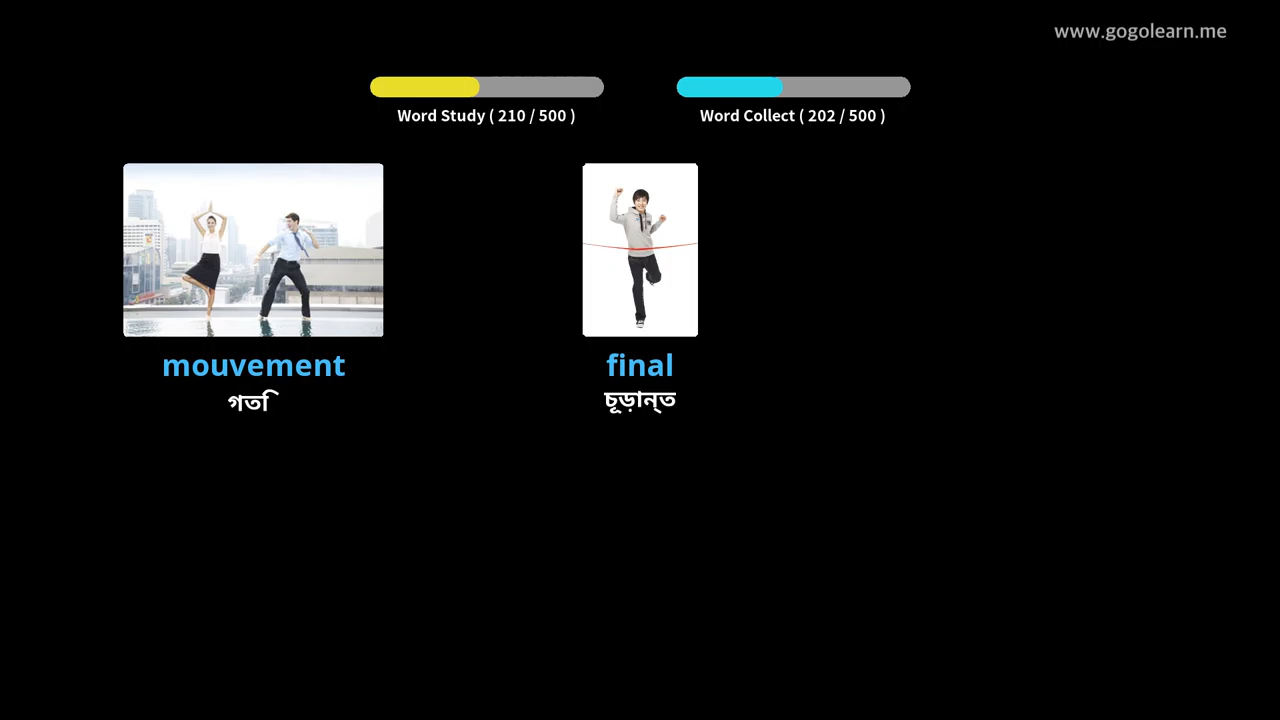 www.gogolearn.me
Word Study ( 210 / 500 )
Word Collect ( 202 / 500 )
mouvement
final
গতি
চূড়ান্ত